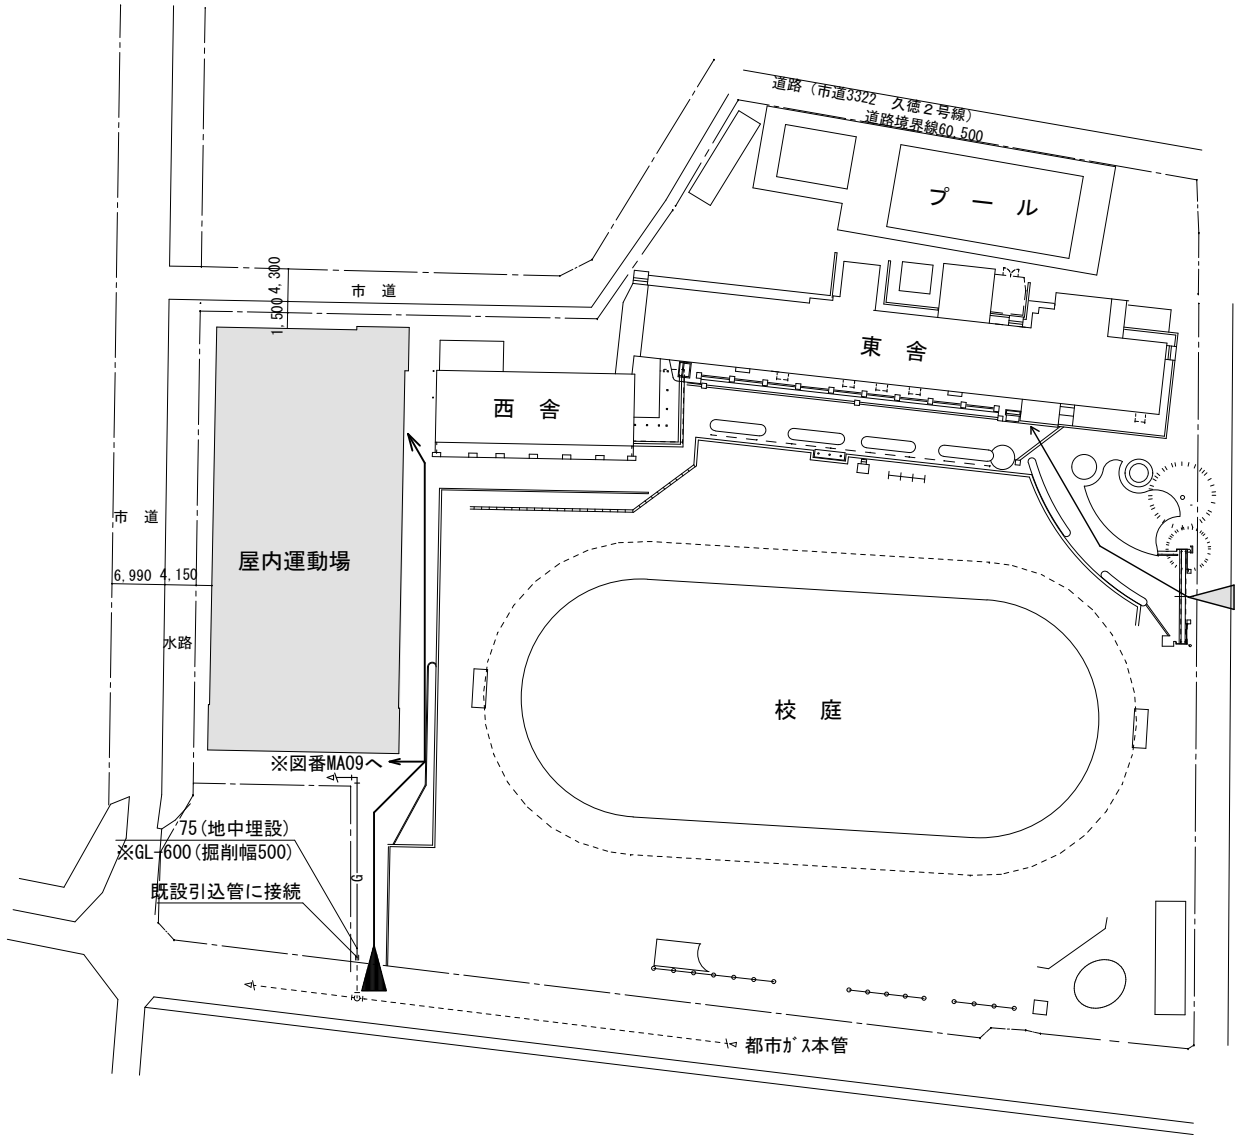 道路（市道3322　久徳２号線）
道路境界線60,500
プ　ー　ル
4,300
1,500
市　道
東　舎
西　舎
市　道
屋内運動場
6,990
4,150
水路
校　庭
※図番MA09へ
75(地中埋設)
※GL-600(掘削幅500)
G
既設引込管に接続
G
都市ｶﾞｽ本管